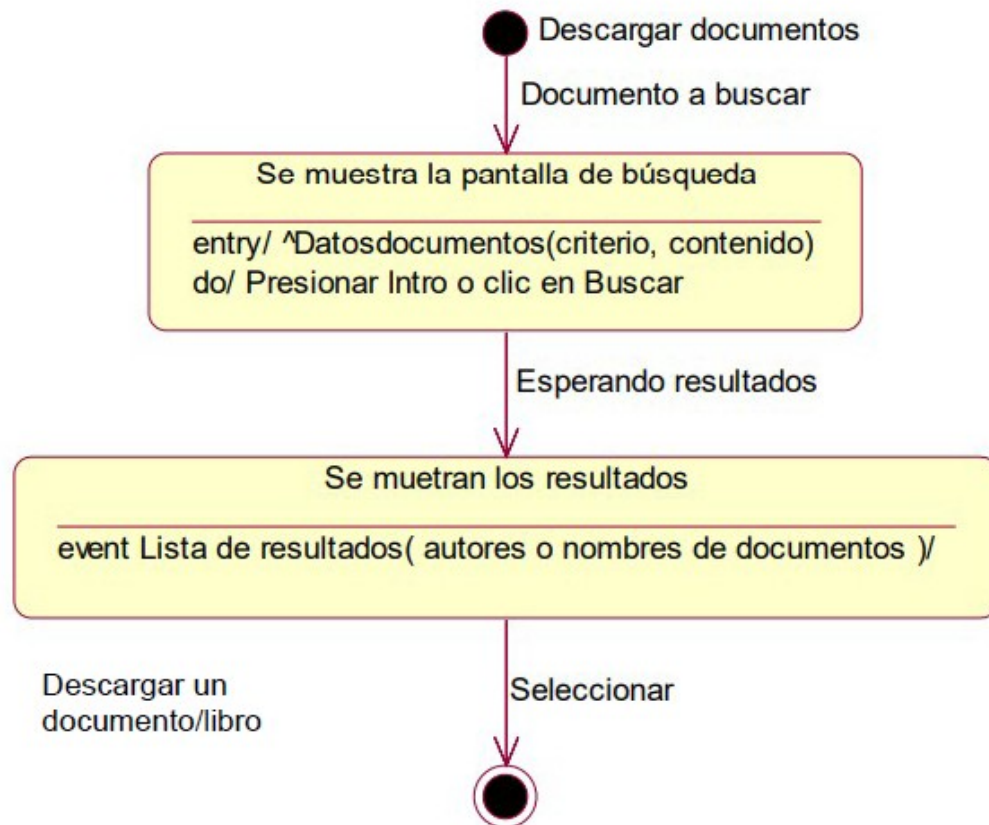 Descargar documentos
Documento a buscar
Se muestra la pantalla de búsqueda
entry/ ^Datosdocumentos(criterio, contenido)
do/ Presionar Intro o clic en Buscar
Esperando resultados
Se muetran los resultados
event Lista de resultados( autores o nombres de documentos )/
Seleccionar
Descargar un
documento/libro